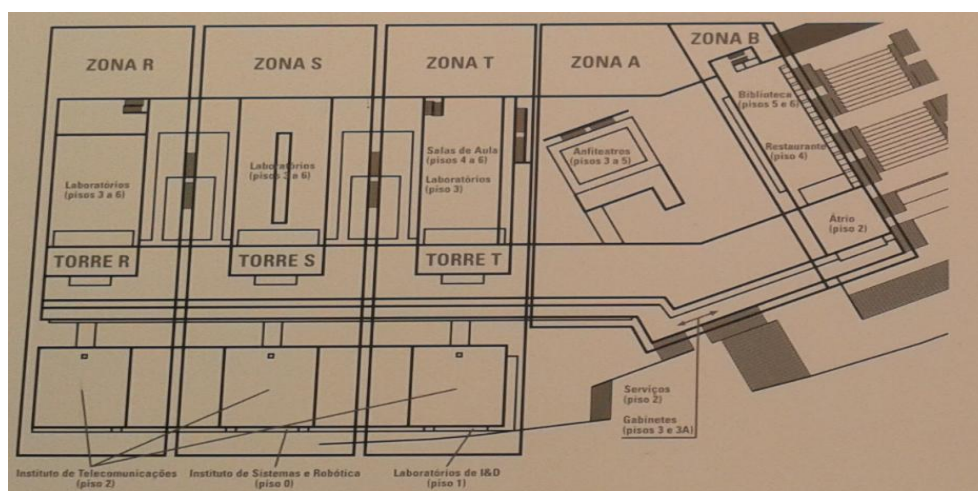 ZONA R
ZONA S
ZONA T
ZONA A
ZONA B
Biblioteca
(pisos 5 e 6)
Restaurante
(piso 4)
Átrio
(piso 2)
Anfiteatros
(pisos 3 a 5)
Salas de Aula
(pisos 4 a 6)
Laboratórios
(piso 3)
Laboratórios
(pisos 3 a 6)
Laboratórios
(pisos 3 a 6)
TORRE R
TORRE S
TORRE T
Serviços
(piso 2)
Gabinetes
(pisos 3 e 3A)
Instituto de Telecomunicações
(piso 2)
Instituto de Sistemas e Robótica
(piso 0)
Laboratórios de I&D
(piso 1)